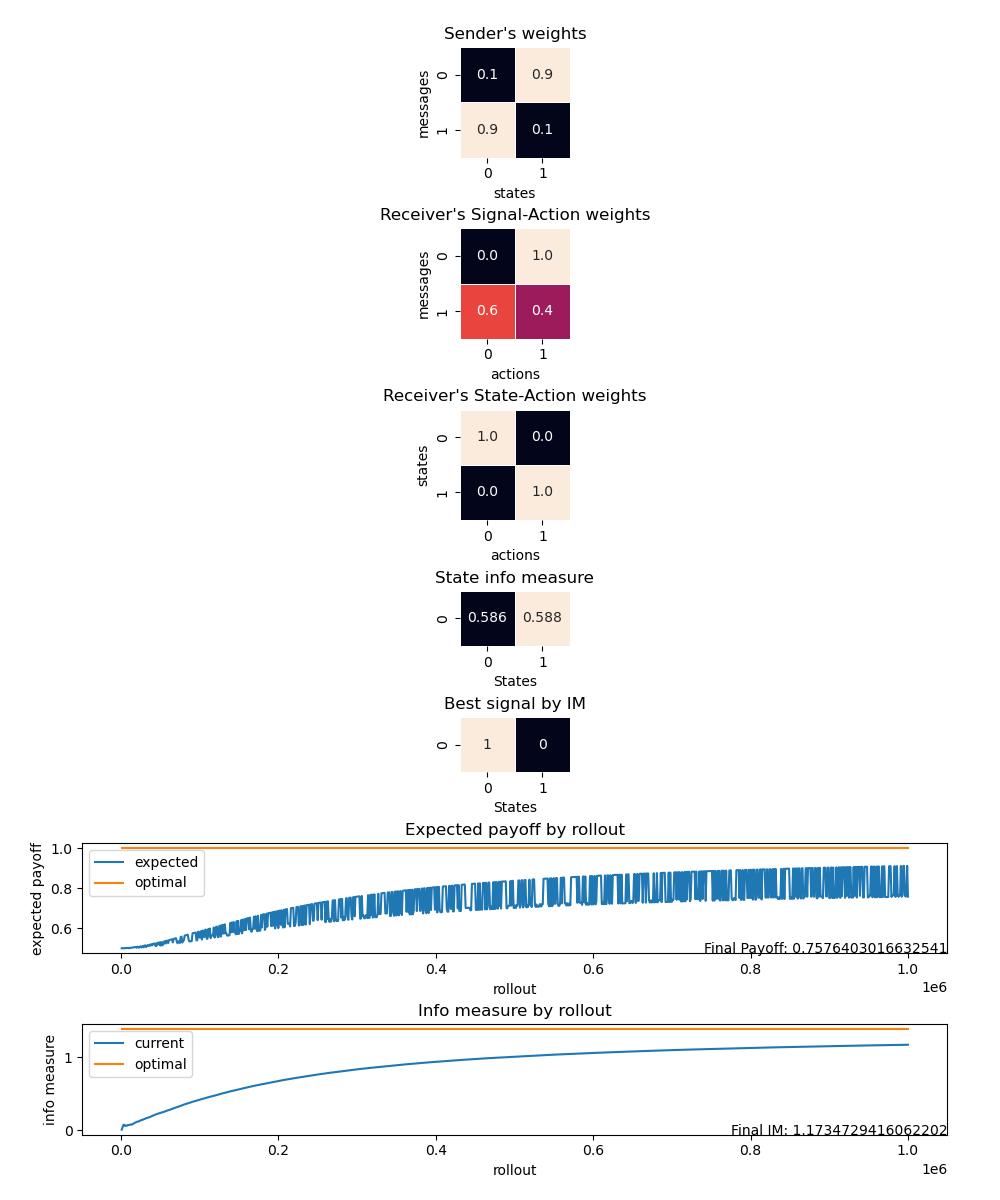 Sender's weights
messages
0
0.1 0.9
1
0.9 0.1
0 1
states
Receiver's Signal-Action weights
messages
0
0.0 1.0
1
0.6 0.4
0 1
actions
Receiver's State-Action weights
states
0
1.0 0.0
1
0.0 1.0
0 1
actions
State info measure
0
0.586 0.588
0 1
States
Best signal by IM
0
1 0
0 1
States
Expected payoff by rollout
expected payoff
1.0
0.8
0.6
expected
optimal
Final Payoff: 0.7576403016632541
0.0 0.2 0.4 0.6 0.8 1.0
1e6
rollout
Info measure by rollout
info measure
1
0
current
optimal
Final IM: 1.1734729416062202
0.0 0.2 0.4 0.6 0.8 1.0
1e6
rollout